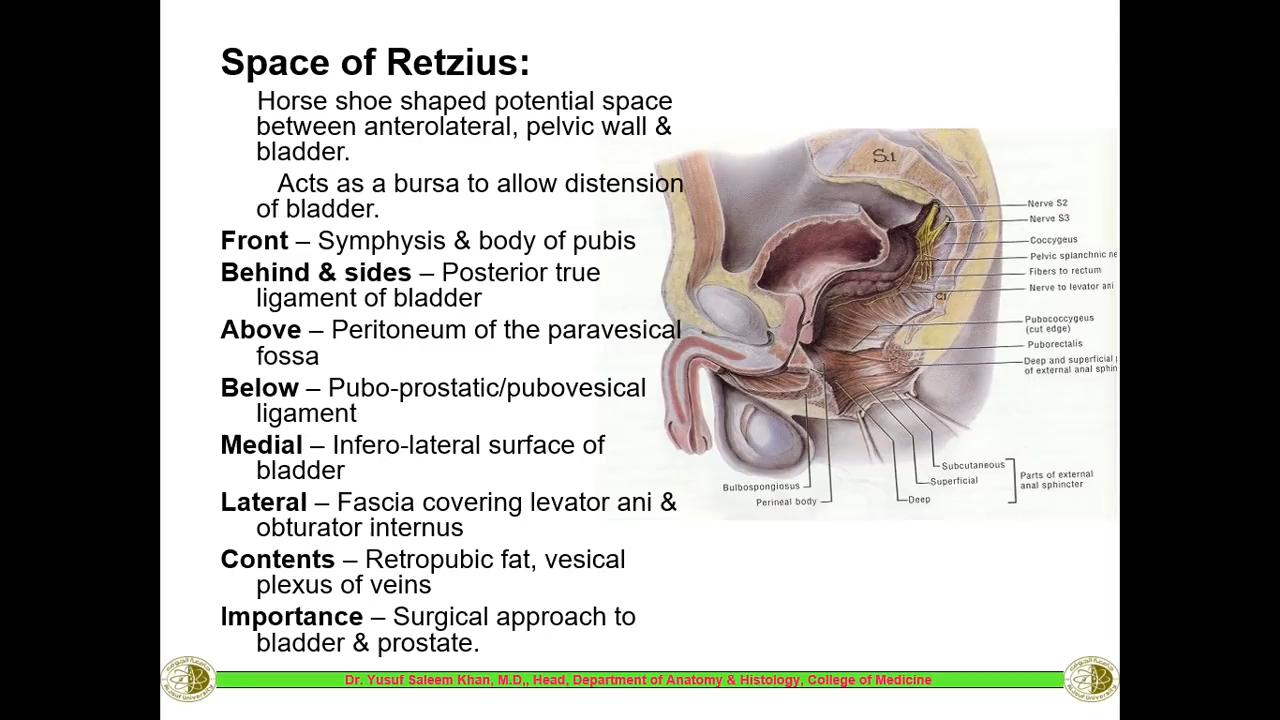 Space of Retzius:
Horse shoe shaped potential space
between anterolateral, pelvic wall &
bladder.
Acts as a bursa to allow distension
of bladder.
Front – Symphysis & body of pubis
Behind & sides – Posterior true
ligament of bladder
Above – Peritoneum of the paravesical
fossa
Below – Pubo-prostatic/pubovesical
ligament
Medial – Infero-lateral surface of
bladder
Lateral – Fascia covering levator ani &
obturator internus
Contents – Retropubic fat, vesical
plexus of veins
Importance – Surgical approach to
bladder & prostate.
S.1
Nerve S2
Nerve S3
Coccygeus
Pelvic splanchnic ne
Fibers to rectum
Nerve to levator ani
Pubococcygeus
(cut edge)
Puborectalis
Deep and superficial
of external anal sphin
Subcutaneous
Superficial
Deep
Parts of external
anal sphincter
Bulbospongiosus
Perineal body
Dr. Yusuf Saleem Khan, M.D,, Head, Department of Anatomy & Histology, College of Medicine